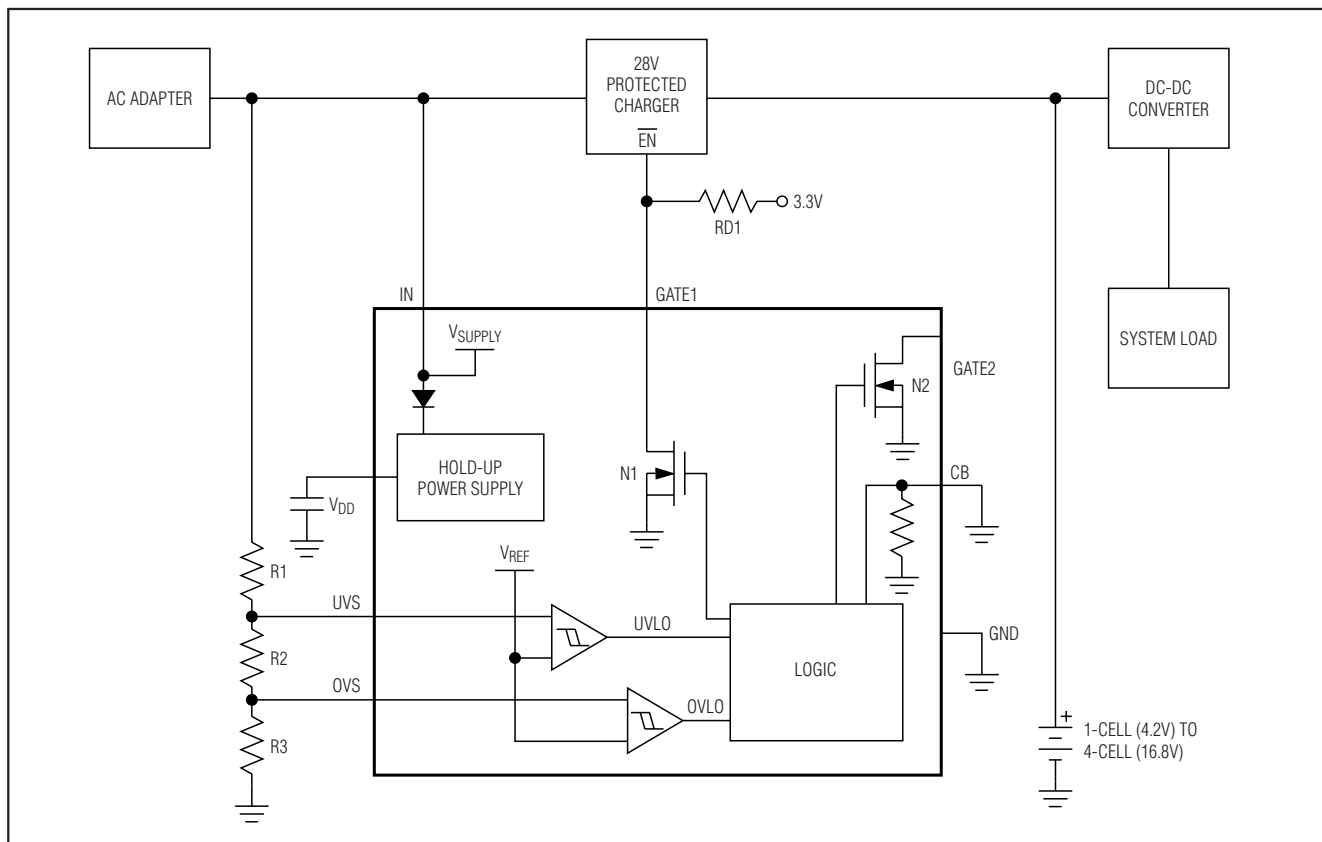 AC ADAPTER
28V
PROTECTED
CHARGER
EN
DC-DC
CONVERTER
3.3V
RD1
IN
GATE1
VSUPPLY
SYSTEM LOAD
GATE2
N2
HOLD-UP
POWER SUPPLY
N1
CB
VDD
VREF
R1
UVS
UVLO
GND
LOGIC
R2
OVS
OVLO
R3
+
1-CELL (4.2V) TO
4-CELL (16.8V)